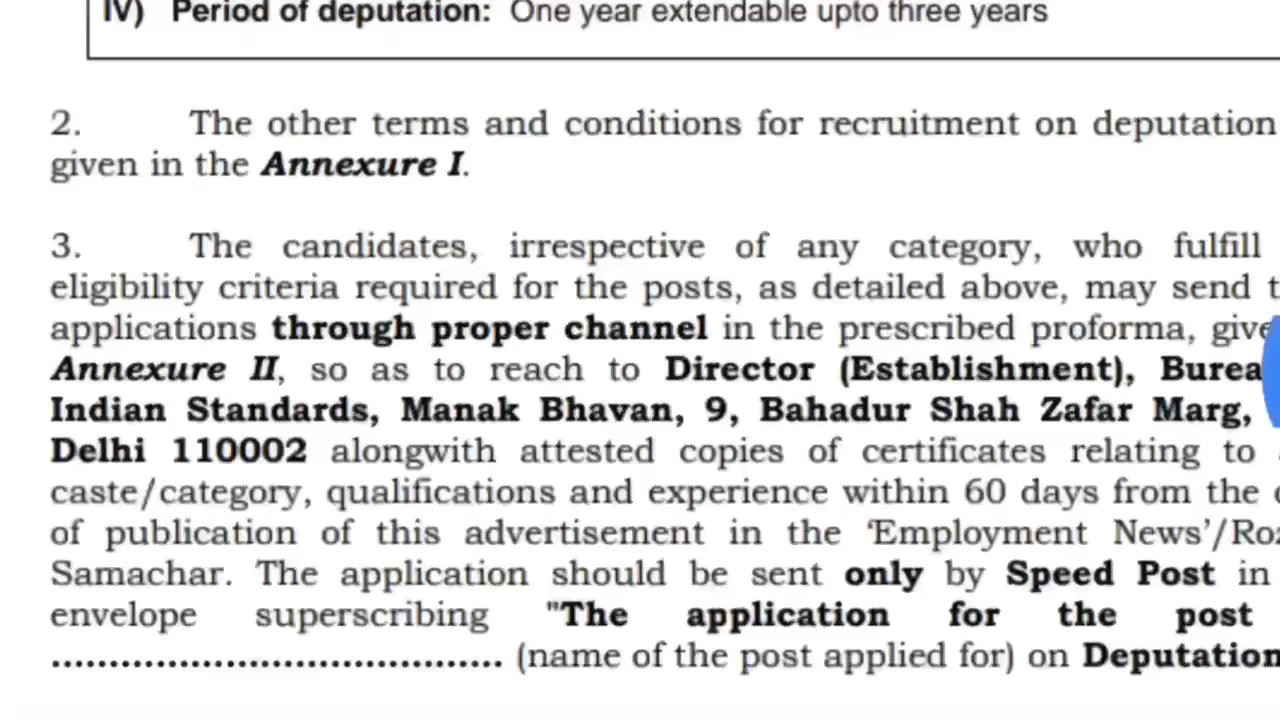 IV) Period of deputation: One year extendable upto three years
2. The other terms and conditions for recruitment on deputation
given in the Annexure I.
3. The candidates, irrespective of any category, who fulfill
eligibility criteria required for the posts, as detailed above, may send
applications through proper channel in the prescribed proforma,
Annexure II, so as to reach to Director (Establishment),
Indian Standards, Manak Bhavan, 9, Bahadur Shah Zafar Marg,
Delhi 110002 alongwith attested copies of certificates relating to
caste/category, qualifications and experience within 60 days from the
of publication of this advertisement in the 'Employment News'/
Samachar. The application should be sent only by Speed Post in
envelope superscribing "The application for the post
........................................ (name of the post applied for) on Deputation